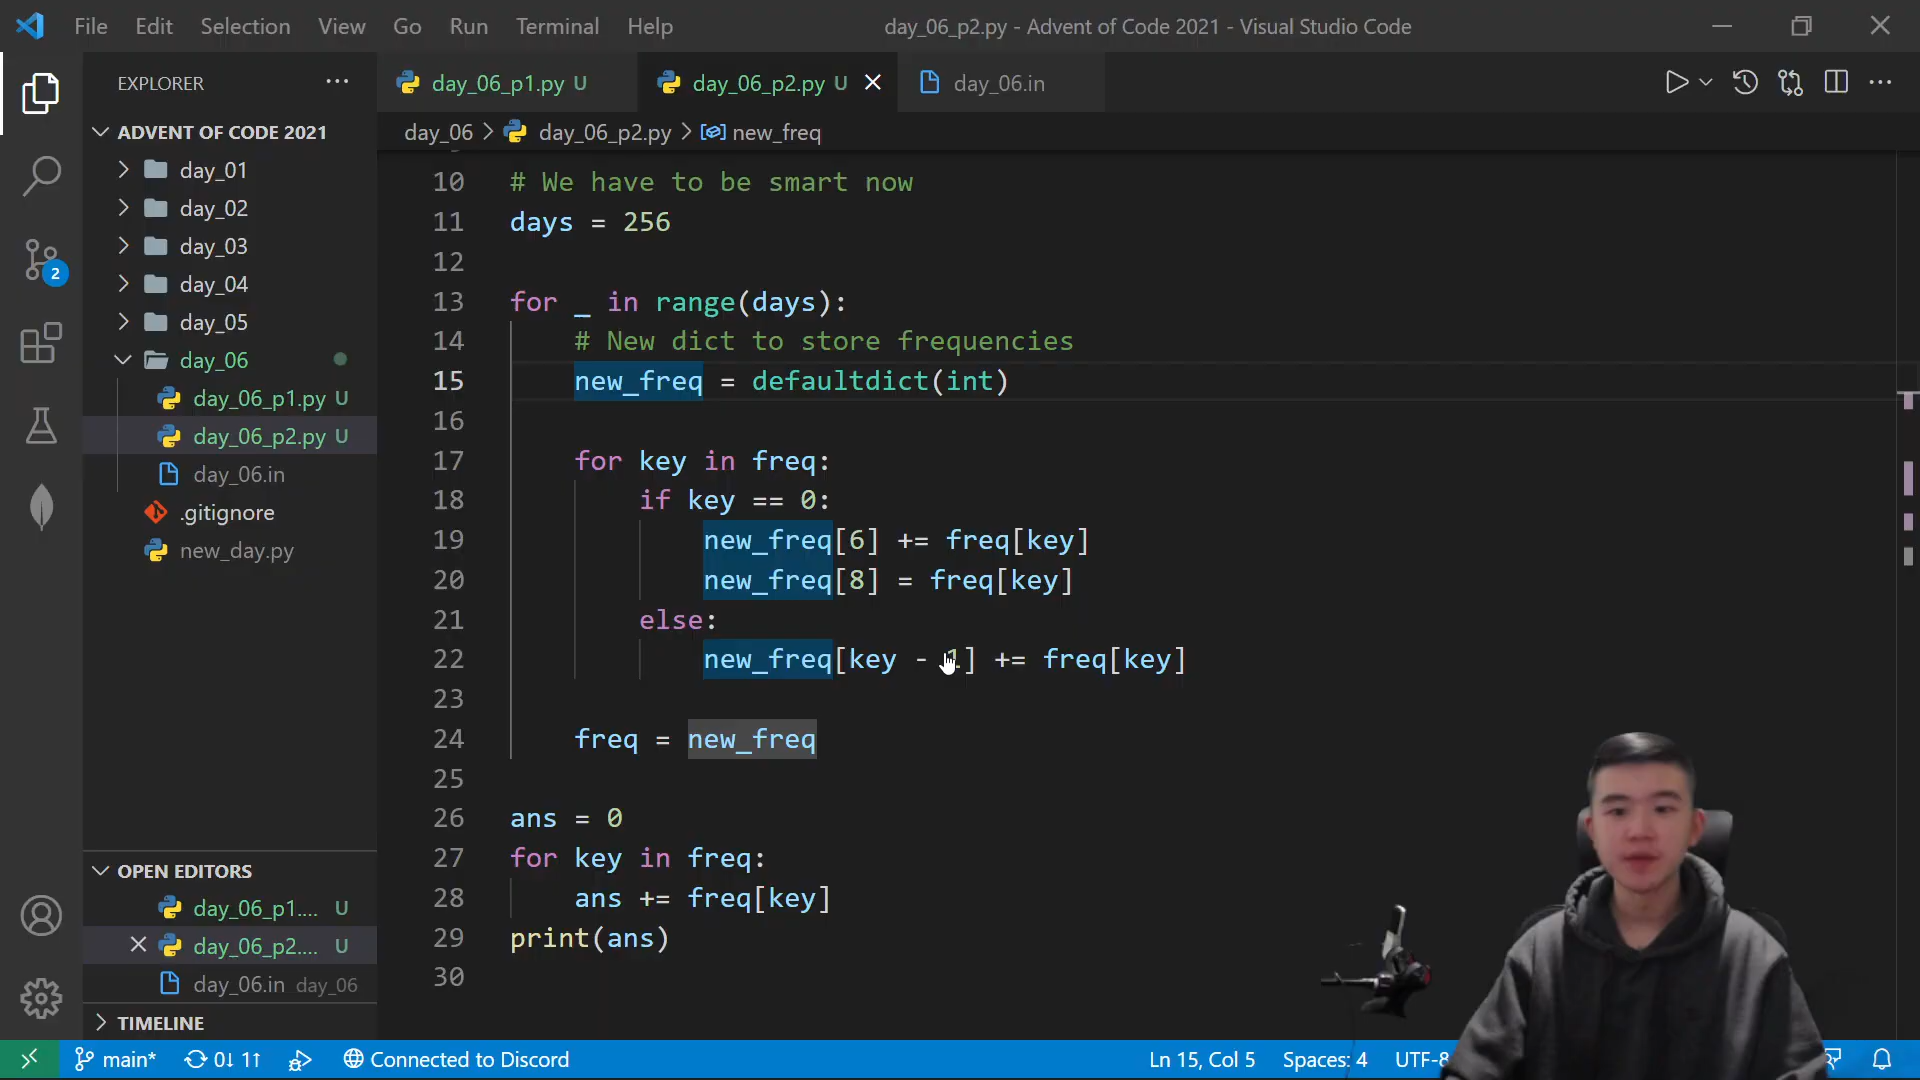 File Edit Selection View Go Run Terminal Help
day_06_p2.py - Advent of Code 2021 - Visual Studio Code
EXPLORER
ADVENT OF CODE 2021
day_01
day_02
day_03
day_04
day_05
day_06
day_06_p1.py U
day_06_p2.py U
day_06.in
.gitignore
new_day.py
OPEN EDITORS
day_06_p1.... U
day_06_p2.... U
day_06.in day_06
TIMELINE
day_06_p1.py U day_06_p2.py U day_06.in
day_06 > day_06_p2.py > new_freq
10 # We have to be smart now
11 days = 256
12
13 for _ in range(days):
14 # New dict to store frequencies
15 new_freq = defaultdict(int)
16
17 for key in freq:
18 if key == 0:
19 new_freq[6] += freq[key]
20 new_freq[8] = freq[key]
21 else:
22 new_freq[key - 1] += freq[key]
23
24 freq = new_freq
25
26 ans = 0
27 for key in freq:
28 ans += freq[key]
29 print(ans)
30
2
main* 0↓ 1↑ Connected to Discord Ln 15, Col 5 Spaces: 4 UTF-8